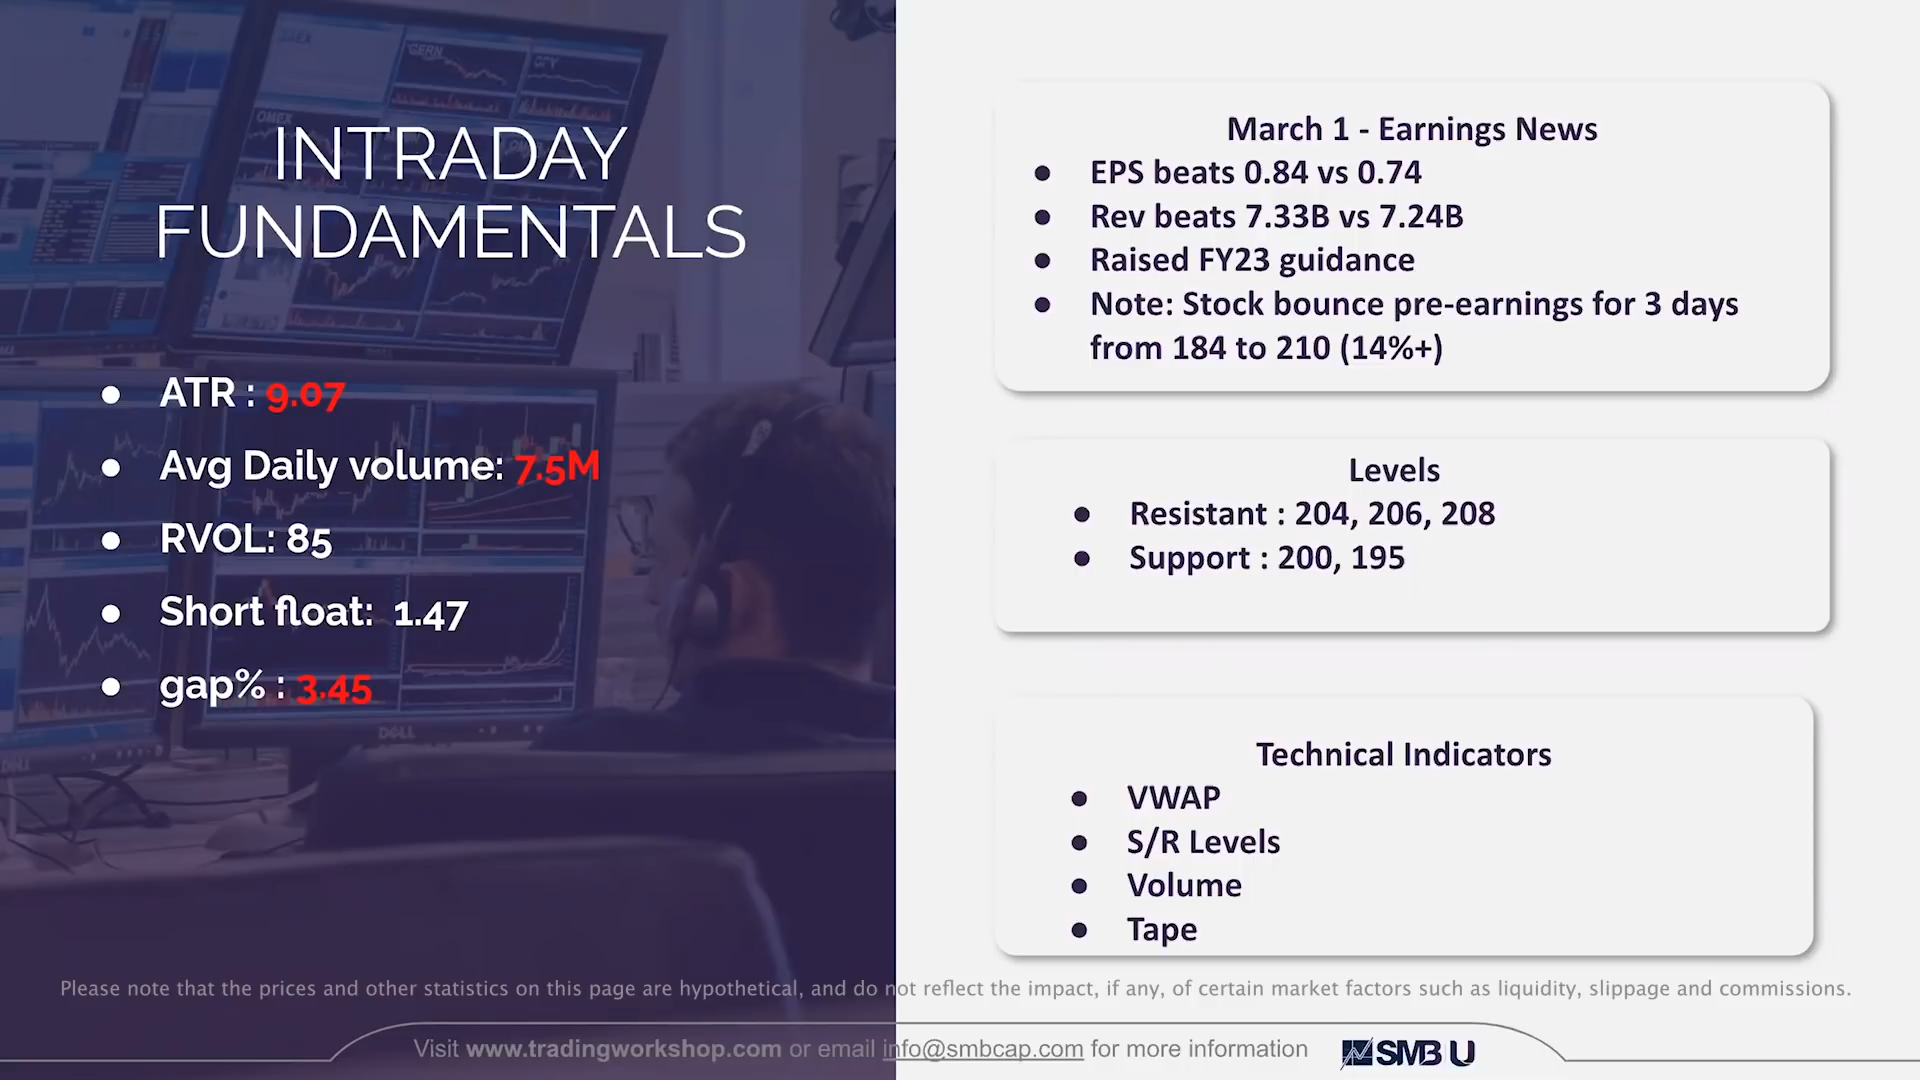 INTRADAY
FUNDAMENTALS
● ATR : 9.07
● Avg Daily volume: 7.5M
● RVOL: 85
● Short float: 1.47
● gap% : 3.45
March 1 - Earnings News
● EPS beats 0.84 vs 0.74
● Rev beats 7.33B vs 7.24B
● Raised FY23 guidance
● Note: Stock bounce pre-earnings for 3 days
from 184 to 210 (14%+)
Levels
● Resistant : 204, 206, 208
● Support : 200, 195
Technical Indicators
● VWAP
● S/R Levels
● Volume
● Tape
Please note that the prices and other statistics on this page are hypothetical, and do not reflect the impact, if any, of certain market factors such as liquidity, slippage and commissions.
Visit www.tradingworkshop.com or email info@smbcap.com for more information
SMB U
CERN
OMEX
DELL